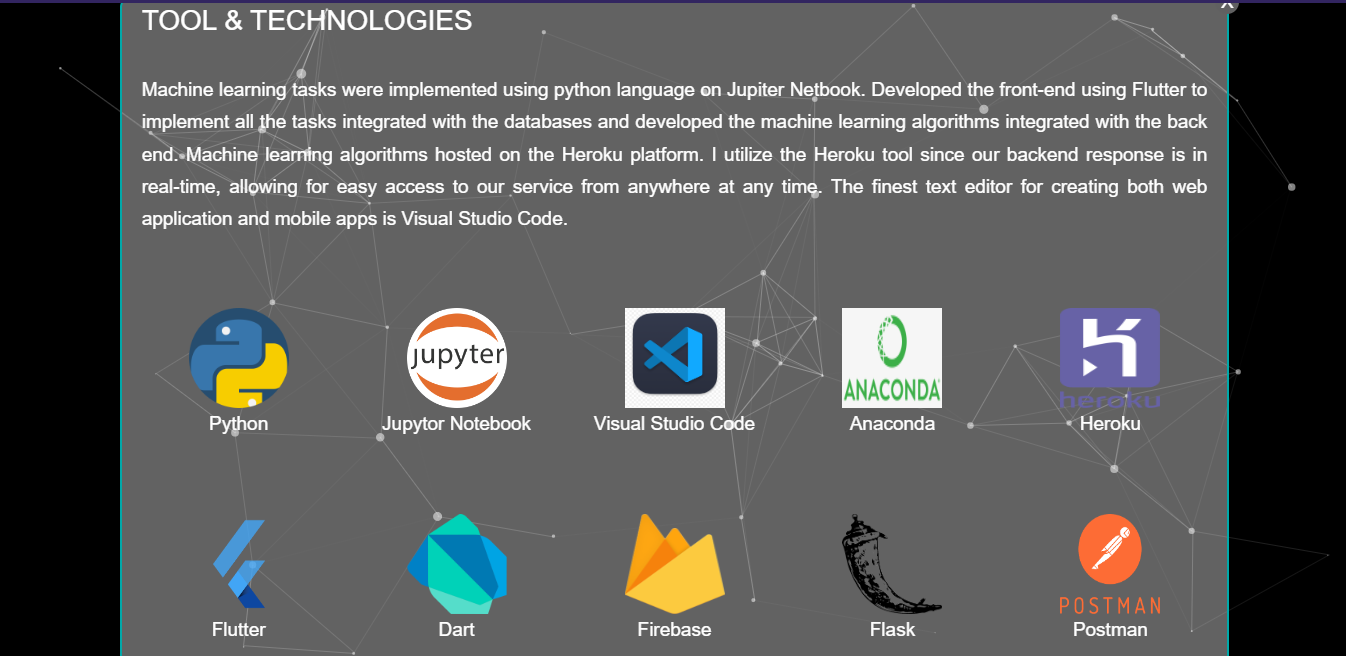 X
TOOL & TECHNOLOGIES
Machine learning tasks were implemented using python language on Jupiter Netbook. Developed the front-end using Flutter to
implement all the tasks integrated with the databases and developed the machine learning algorithms integrated with the back
end. Machine learning algorithms hosted on the Heroku platform. I utilize the Heroku tool since our backend response is in
real-time, allowing for easy access to our service from anywhere at any time. The finest text editor for creating both web
application and mobile apps is Visual Studio Code.
jupyter
ANACONDA
heroku
Python
Jupytor Notebook
Visual Studio Code
Anaconda
Heroku
POSTMAN
Flutter
Dart
Firebase
Flask
Postman